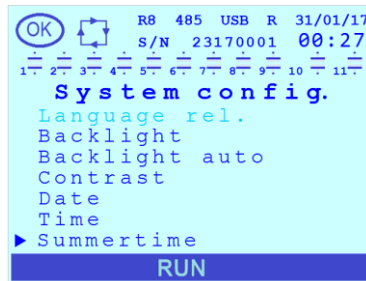 OK R8 485 USB R 31/01/17
S/N 23170001 00:27
1 2 3 4 5 6 7 8 9 10 11
System config.
Language rel.
Backlight
Backlight auto
Contrast
Date
Time
Summertime
RUN